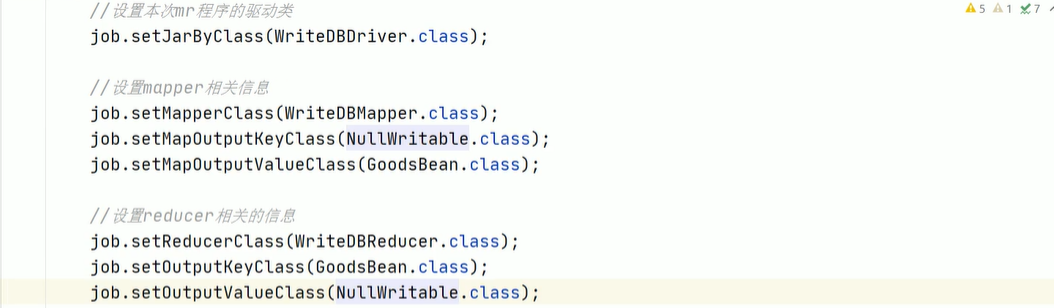 //设置本次mr程序的驱动类
job.setJarByClass(WriteDBDriver.class);
//设置mapper相关信息
job.setMapperClass(WriteDBMapper.class);
job.setMapOutputKeyClass(NullWritable.class);
job.setMapOutputValueClass(GoodsBean.class);
//设置reducer相关的信息
job.setReducerClass(WriteDBReducer.class);
job.setOutputKeyClass(GoodsBean.class);
job.setOutputValueClass(NullWritable.class);
5 1 7